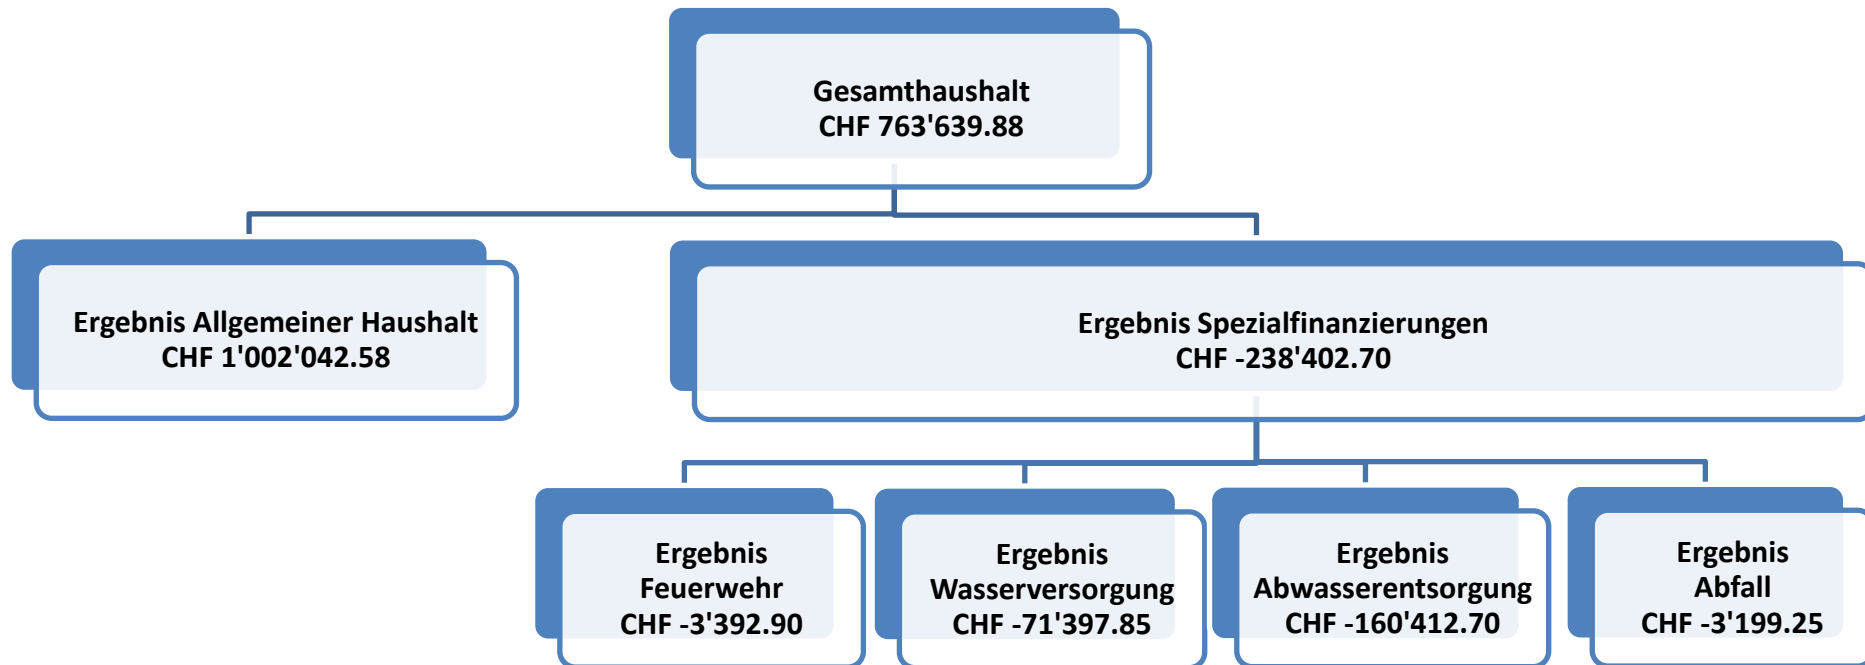 Gesamthaushalt
CHF 763'639.88
Ergebnis Allgemeiner Haushalt
CHF 1'002'042.58
Ergebnis Spezialfinanzierungen
CHF -238'402.70
Ergebnis
Feuerwehr
CHF -3'392.90
Ergebnis
Wasserversorgung
CHF -71'397.85
Ergebnis
Abwasserentsorgung
CHF -160'412.70
Ergebnis
Abfall
CHF -3'199.25